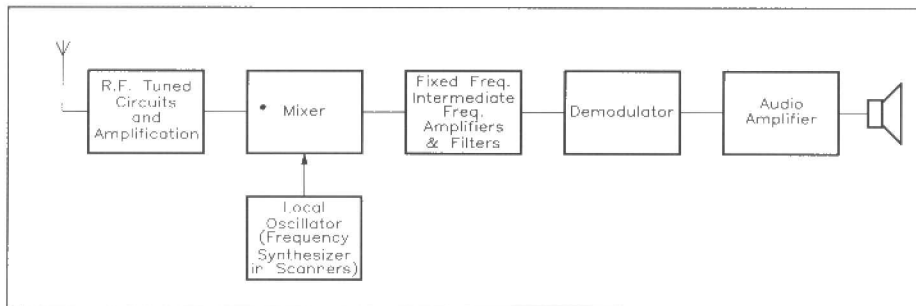 R.F. Tuned
Circuits
and
Amplification
Mixer
Local
Oscillator
(Frequency
Synthesizer
in Scanners)
Fixed Freq.
Intermediate
Freq.
Amplifiers
& Filters
Demodulator
Audio
Amplifier